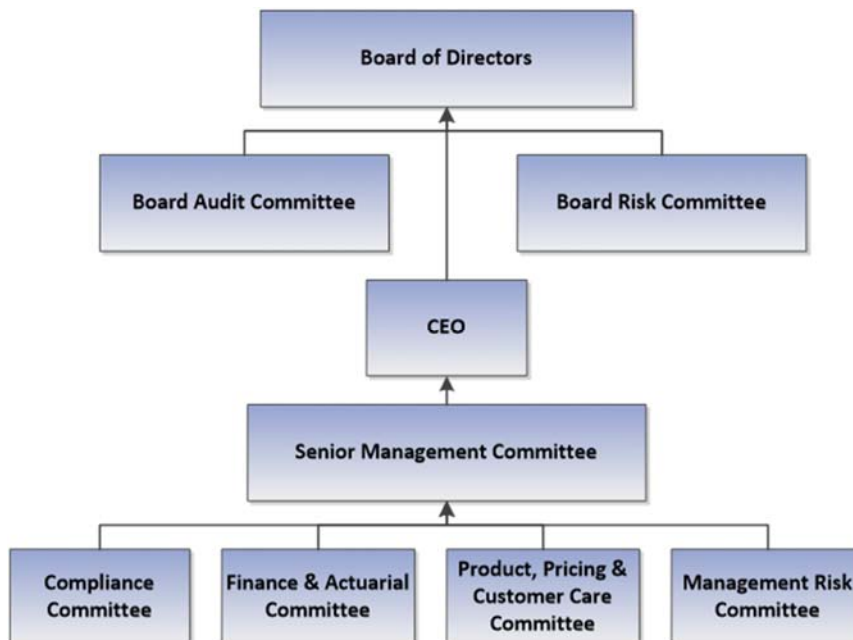 Board of Directors
Board Audit Committee
Board Risk Committee
CEO
Senior Management Committee
Compliance
Committee
Finance & Actuarial
Committee
Product, Pricing &
Customer Care
Committee
Management Risk
Committee